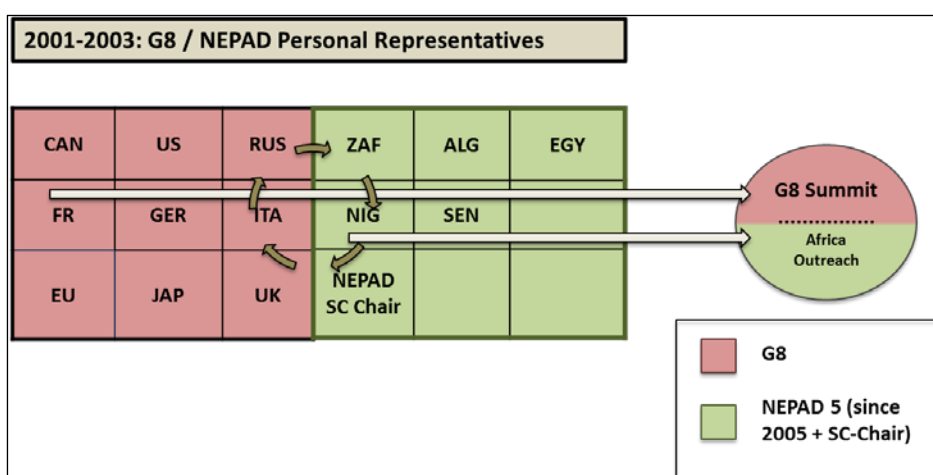 2001-2003: G8 / NEPAD Personal Representatives
CAN US RUS ZAF ALG EGY
FR GER ITA NIG SEN
EU JAP UK NEPAD
SC Chair
G8 Summit
...............
Africa
Outreach
G8
NEPAD 5 (since
2005 + SC-Chair)